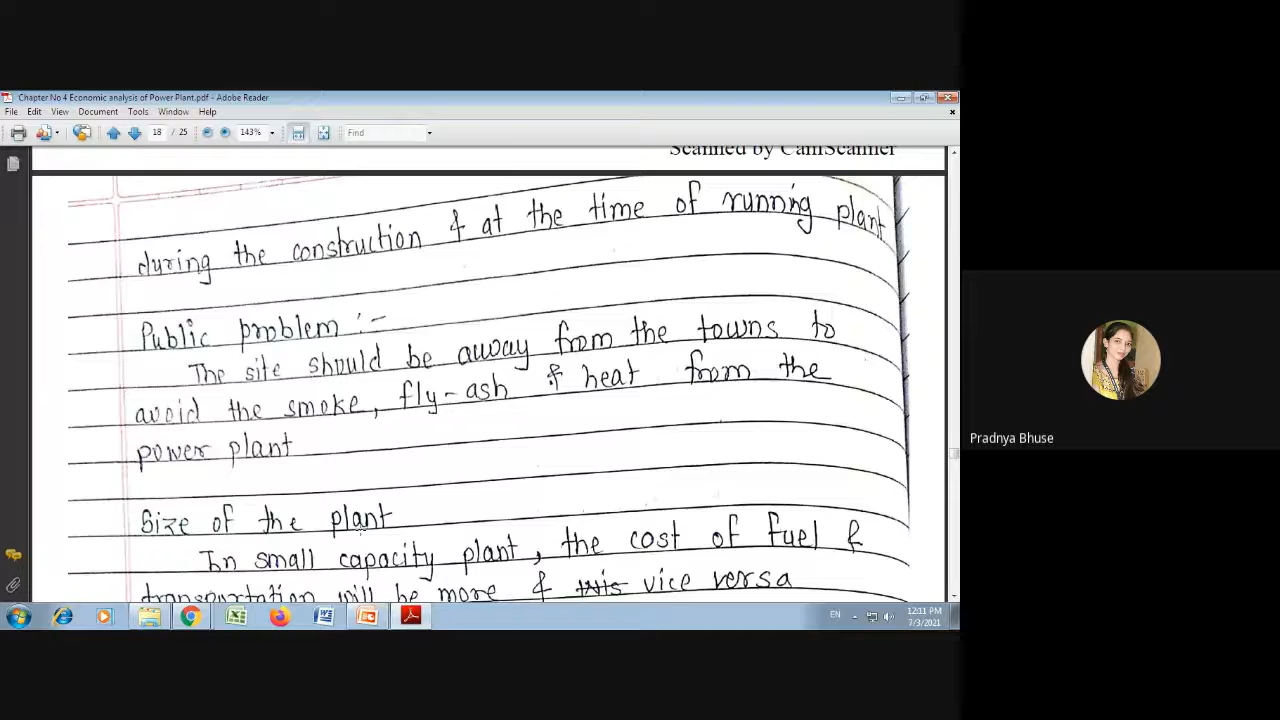 Chapter No 4 Economic analysis of Power Plant.pdf - Adobe Reader
File Edit View Document Tools Window Help
18 / 25 143% Find
Scanned by CamScanner
during the construction & at the time of running plant
Public problem :-
The site should be away from the towns to
avoid the smoke, fly-ash & heat from the
power plant
Size of the plant
In small capacity plant, the cost of fuel &
transportation will be more & this vice versa
EN 12:11 PM
7/3/2021
Pradnya Bhuse